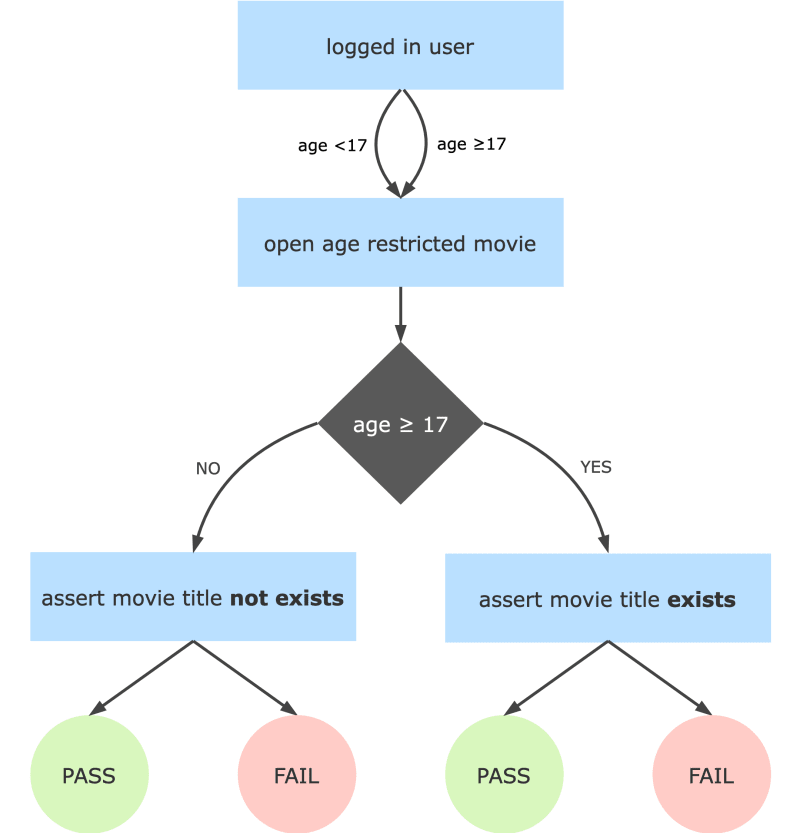 logged in user
age <17
age ≥17
open age restricted movie
age ≥ 17
NO
YES
assert movie title not exists
assert movie title exists
PASS
FAIL
PASS
FAIL